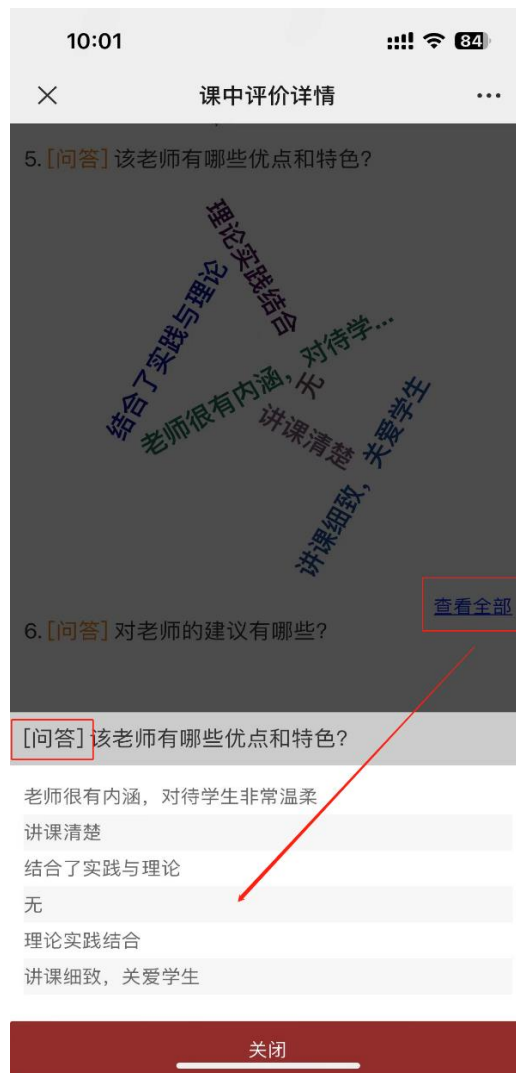 10:01
84
课中评价详情
5. [问答] 该老师有哪些优点和特色?
理论实践结合
结合了实践与理论
老师很有内涵，对待学...
无
讲课清楚
讲课细致，关爱学生
查看全部
6. [问答] 对老师的建议有哪些?
[问答] 该老师有哪些优点和特色?
老师很有内涵，对待学生非常温柔
讲课清楚
结合了实践与理论
无
理论实践结合
讲课细致，关爱学生
关闭